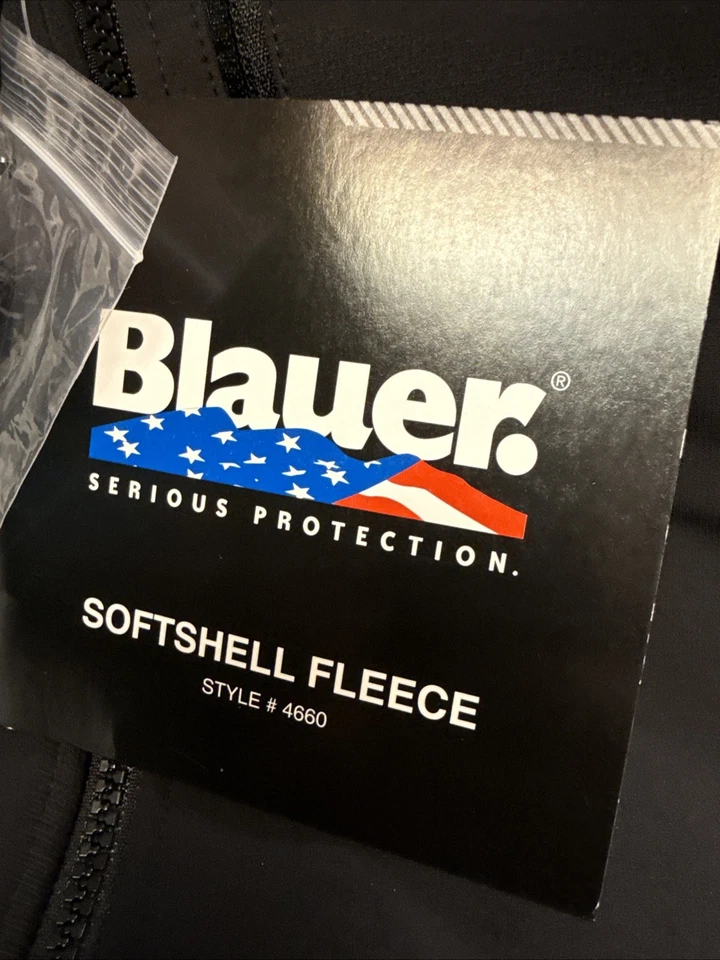 Blauer.®
SERIOUS PROTECTION.
SOFTSHELL FLEECE
STYLE # 4660